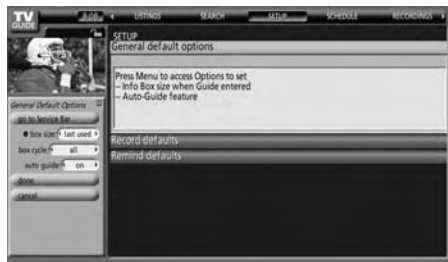 TV
GUIDE
LISTINGS
SEARCH
SETUP
SCHEDULE
RECORDINGS
SETUP
General default options
Press Menu to access Options to set
– Info Box size when Guide entered
– Auto-Guide feature
Record defaults
Remind defaults
General Default Options
go to Service Bar
box size: last used
box cycle: all
auto guide: on
done
cancel